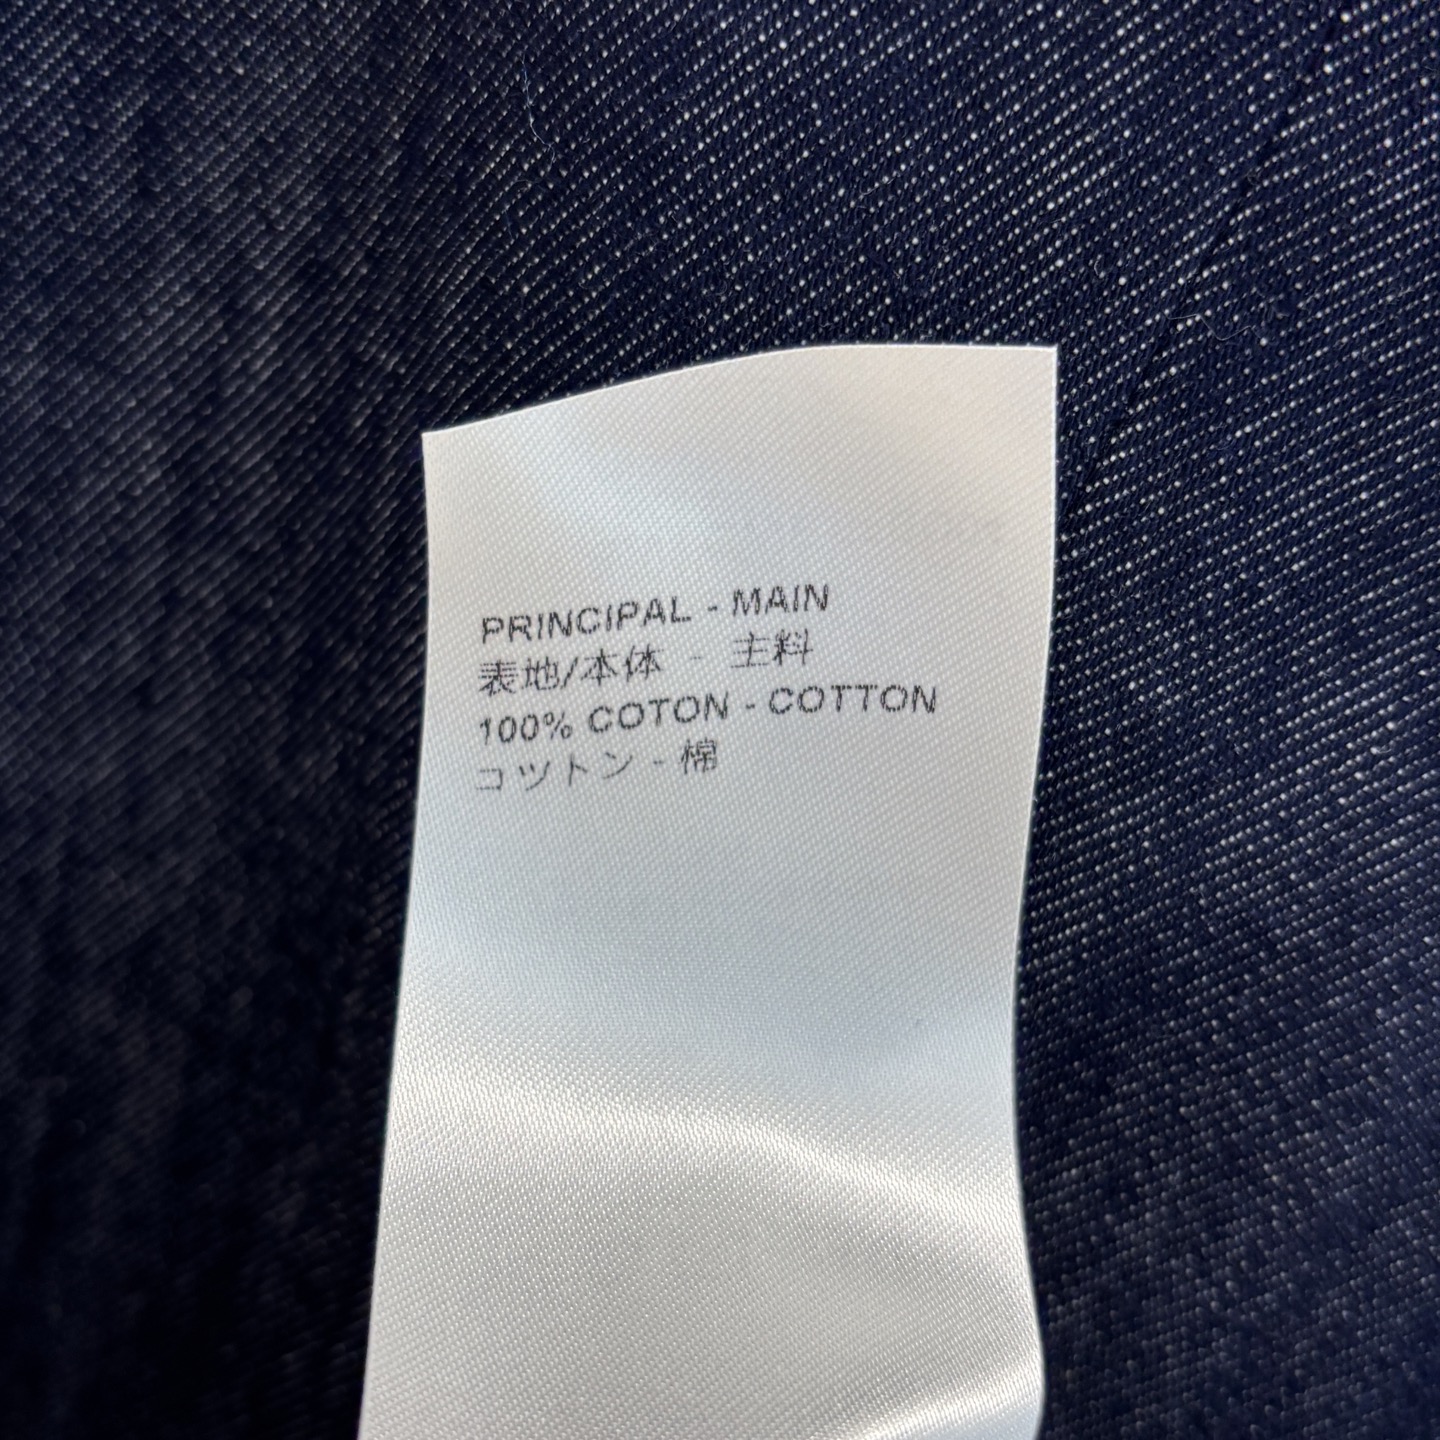 PRINCIPAL - MAIN
表地/本体 - 主料
100% COTON - COTTON
コットン - 棉